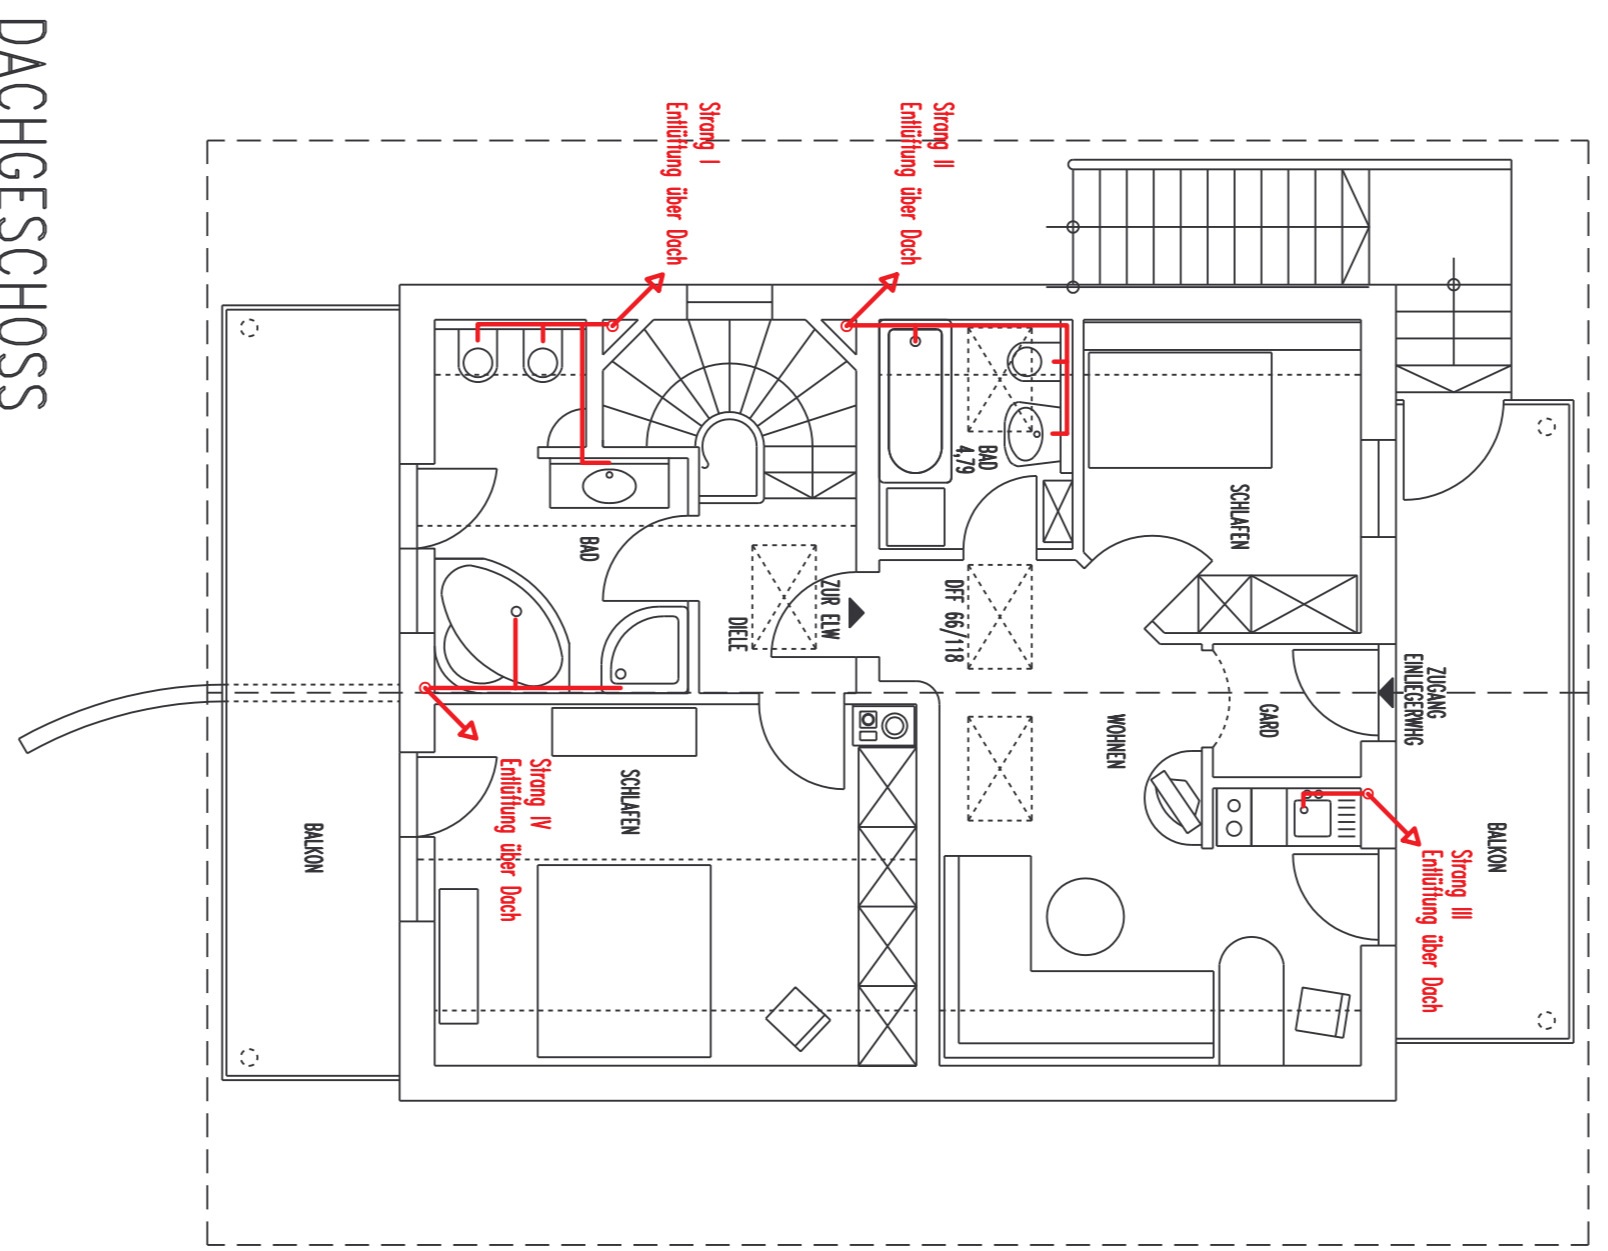 DACHGESCHOSS
Strang I
Entlüftung über Dach
Strang II
Entlüftung über Dach
BAD
4,79
SCHLAFEN
BAD
DIELE
ZUR ELW
DFF 66/118
WOHNEN
GARD
ZUGANG
EINLIEGERWHG
Strang IV
Entlüftung über Dach
SCHLAFEN
BALKON
Strang III
Entlüftung über Dach
BALKON